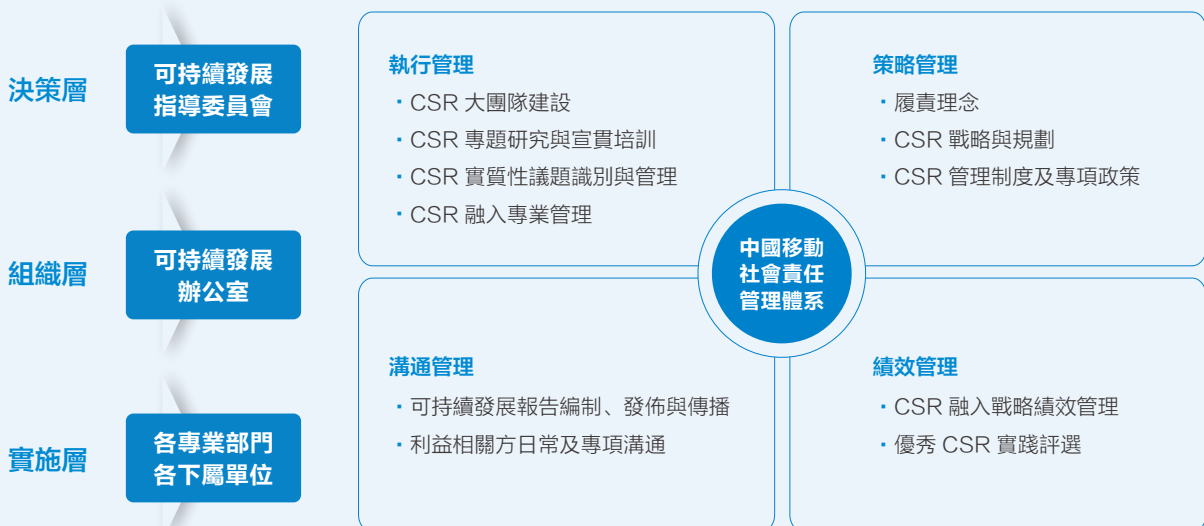 決策層
可持續發展
指導委員會
組織層
可持續發展
辦公室
實施層
各專業部門
各下屬單位
執行管理
·CSR 大團隊建設
·CSR 專題研究與宣貫培訓
·CSR 實質性議題識別與管理
·CSR 融入專業管理
策略管理
·履責理念
·CSR 戰略與規劃
·CSR 管理制度及專項政策
中國移動
社會責任
管理體系
溝通管理
·可持續發展報告編制、發佈與傳播
·利益相關方日常及專項溝通
績效管理
·CSR 融入戰略績效管理
·優秀 CSR 實踐評選